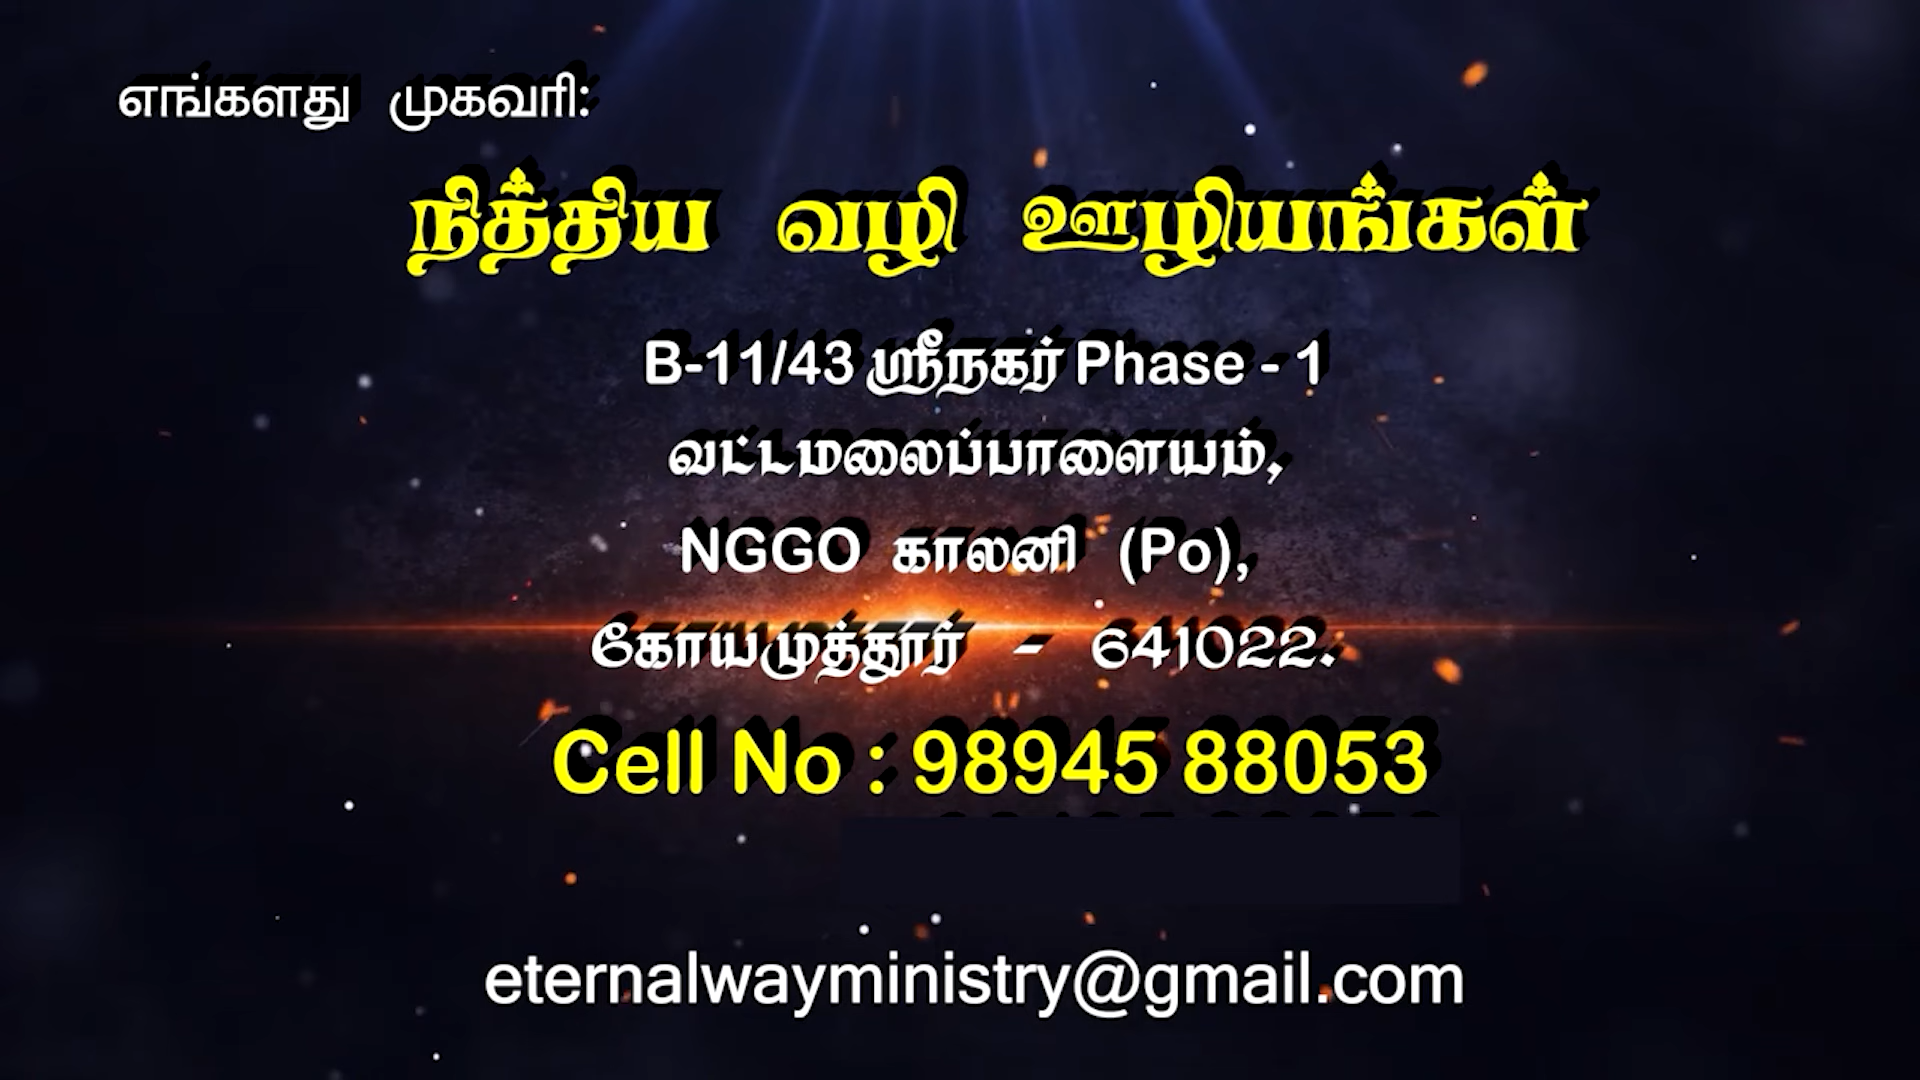 எங்களது முகவரி:
நித்திய வழி ஊழியங்கள்
B-11/43 ஸ்ரீநகர் Phase - 1
வட்டமலைப்பாளையம்,
NGGO காலனி (Po),
கோயமுத்தூர் - 641022.
Cell No : 98945 88053
eternalwayministry@gmail.com